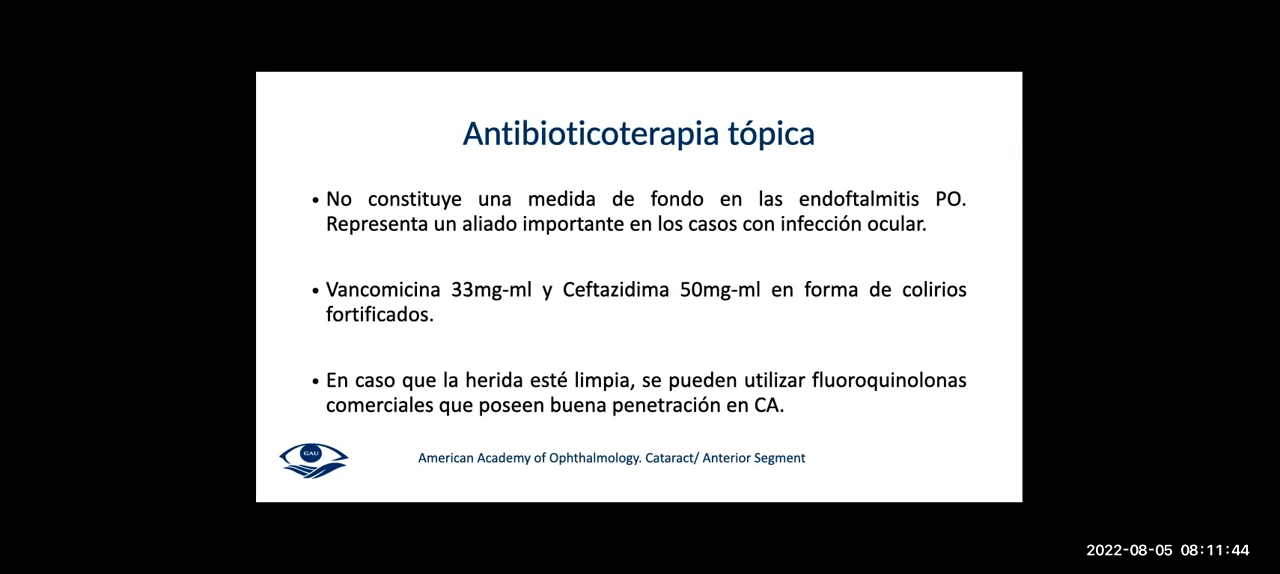 Antibioticoterapia tópica
• No constituye una medida de fondo en las endoftalmitis PO.
Representa un aliado importante en los casos con infección ocular.
• Vancomicina 33mg-ml y Ceftazidima 50mg-ml en forma de colirios
fortificados.
• En caso que la herida esté limpia, se pueden utilizar fluoroquinolonas
comerciales que poseen buena penetración en CA.
GALI
American Academy of Ophthalmology. Cataract/ Anterior Segment
2022-08-05 08:11:44